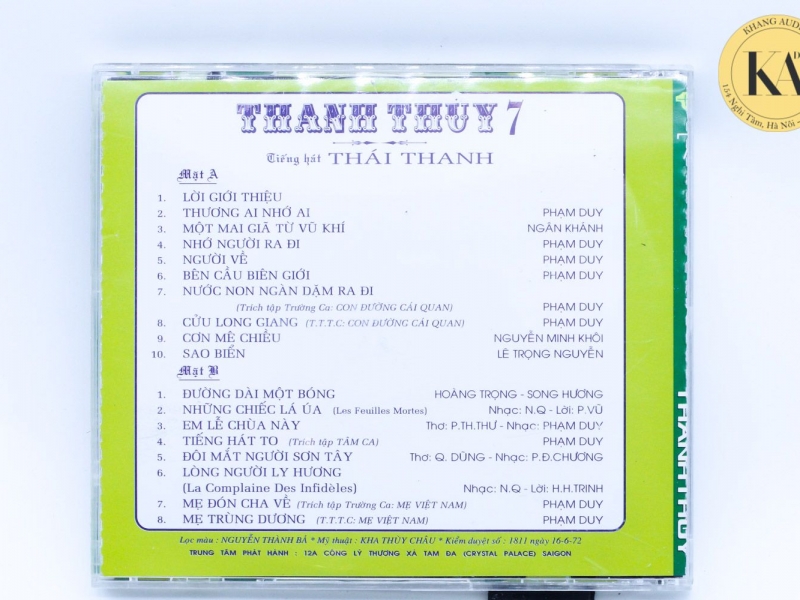 THANH THÚY 7
Tiếng hát THÁI THANH
Mặt A
1. LỜI GIỚI THIỆU
2. THƯƠNG AI NHỚ AI PHẠM DUY
3. MỘT MAI GIÃ TỪ VŨ KHÍ NGÂN KHÁNH
4. NHỚ NGƯỜI RA ĐI PHẠM DUY
5. NGƯỜI VỀ PHẠM DUY
6. BÊN CẦU BIÊN GIỚI PHẠM DUY
7. NƯỚC NON NGÀN DẶM RA ĐI
(Trích tập Trường Ca: CON ĐƯỜNG CÁI QUAN) PHẠM DUY
8. CỬU LONG GIANG (T.T.T.C: CON ĐƯỜNG CÁI QUAN) PHẠM DUY
9. CƠN MÊ CHIỀU NGUYỄN MINH KHÔI
10. SAO BIỂN LÊ TRỌNG NGUYỄN
Mặt B
1. ĐƯỜNG DÀI MỘT BÓNG HOÀNG TRỌNG - SONG HƯƠNG
2. NHỮNG CHIẾC LÁ ÚA (Les Feuilles Mortes) Nhạc: N.Q - Lời: P.VŨ
3. EM LỄ CHÙA NÀY Thơ: P.TH.THƯ - Nhạc: PHẠM DUY
4. TIẾNG HÁT TO (Trích tập TÂM CA) PHẠM DUY
5. ĐÔI MẮT NGƯỜI SƠN TÂY Thơ: Q. DŨNG - Nhạc: P.Đ.CHƯƠNG
6. LÒNG NGƯỜI LY HƯƠNG
(La Complaine Des Infidèles) Nhạc: N.Q - Lời: H.H.TRINH
7. MẸ ĐÓN CHA VỀ (Trích tập Trường Ca: MẸ VIỆT NAM) PHẠM DUY
8. MẸ TRÙNG DƯƠNG (T.T.T.C: MẸ VIỆT NAM) PHẠM DUY
Lọc màu : NGUYỄN THÀNH BÁ * Mỹ thuật : KHA THÙY CHÂU * Kiểm duyệt số : 1811 ngày 16-6-72
TRUNG TÂM PHÁT HÀNH : 12A CÔNG LÝ THƯƠNG XÁ TAM ĐA (CRYSTAL PALACE) SAIGON
THANH THÚY
KA
154 Nghi Tàm, Hà Nội